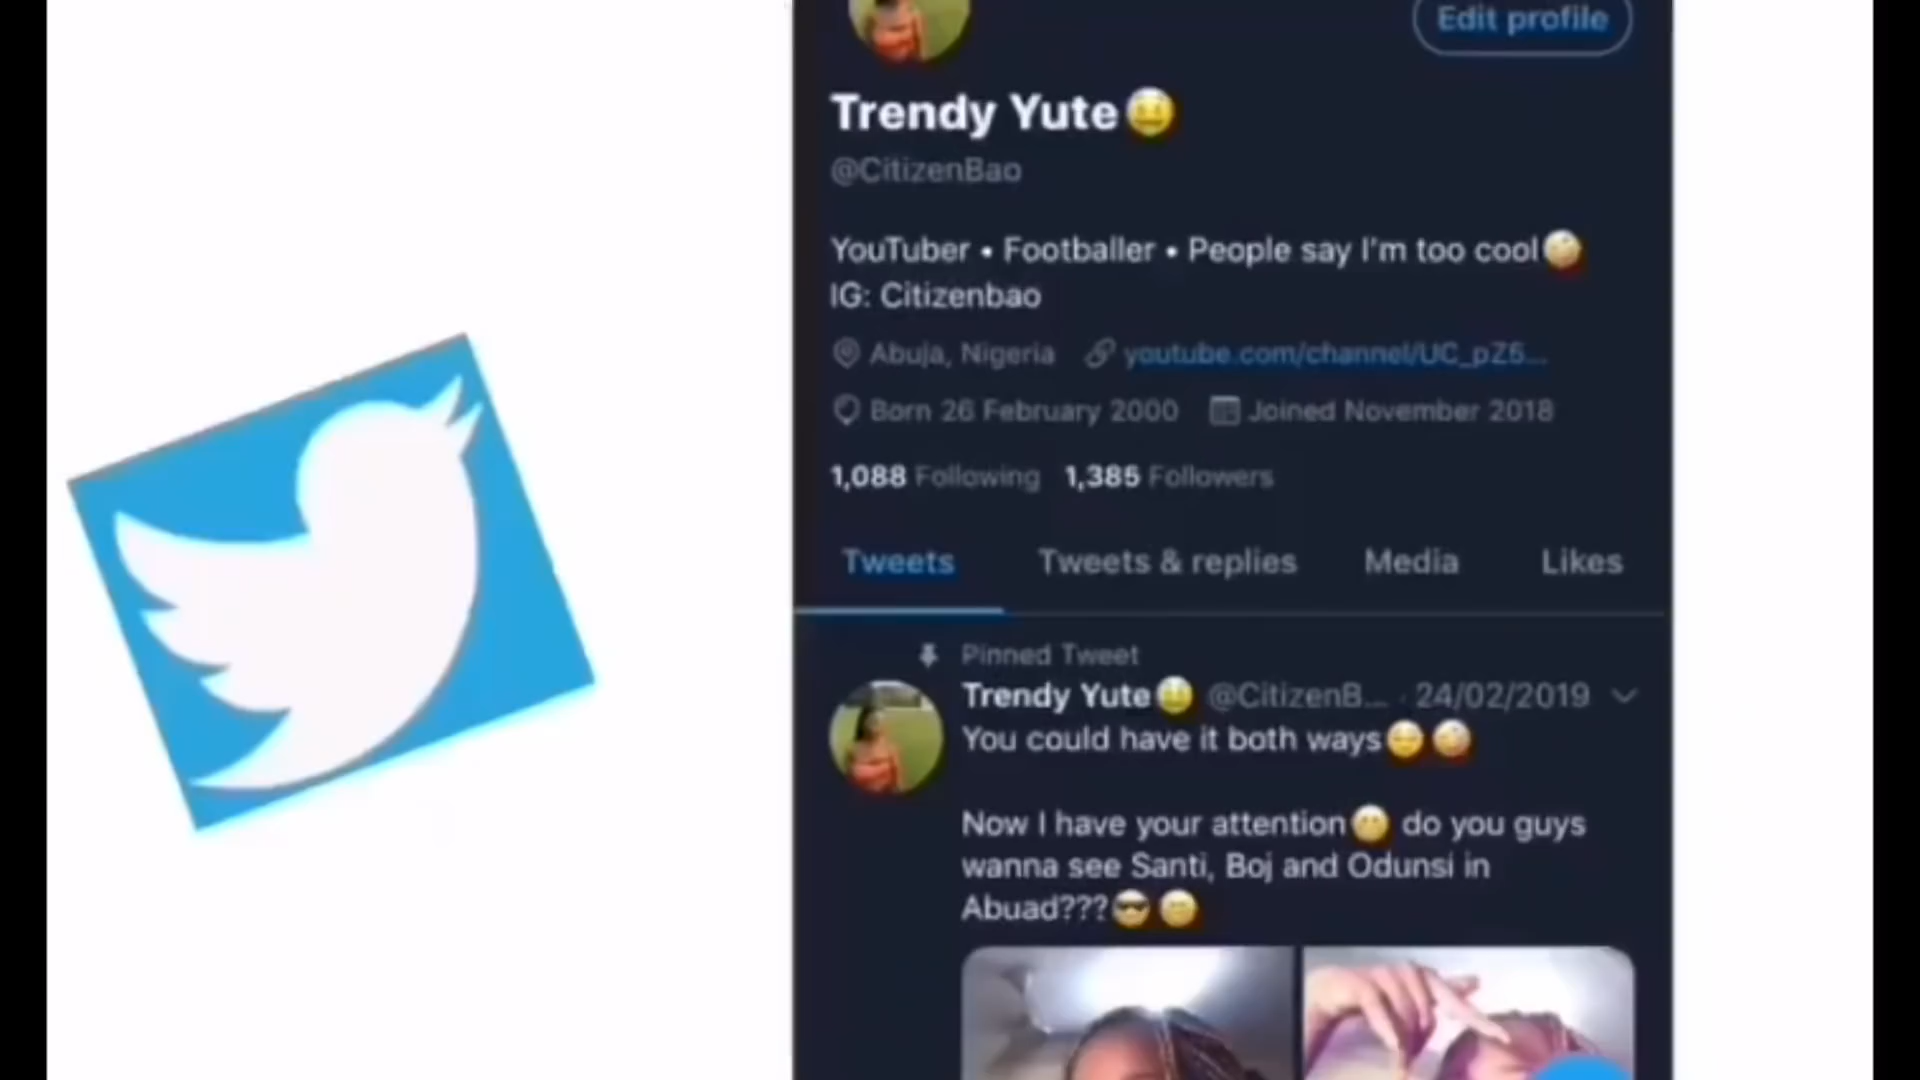 Edit profile
Trendy Yute
@CitizenBao
YouTuber • Footballer • People say I'm too cool
IG: Citizenbao
Abuja, Nigeria youtube.com/channel/UC_pZ5...
Born 26 February 2000 Joined November 2018
1,088 Following 1,385 Followers
Tweets Tweets & replies Media Likes
Pinned Tweet
Trendy Yute @CitizenB... · 24/02/2019
You could have it both ways
Now I have your attention do you guys
wanna see Santi, Boj and Odunsi in
Abuad???